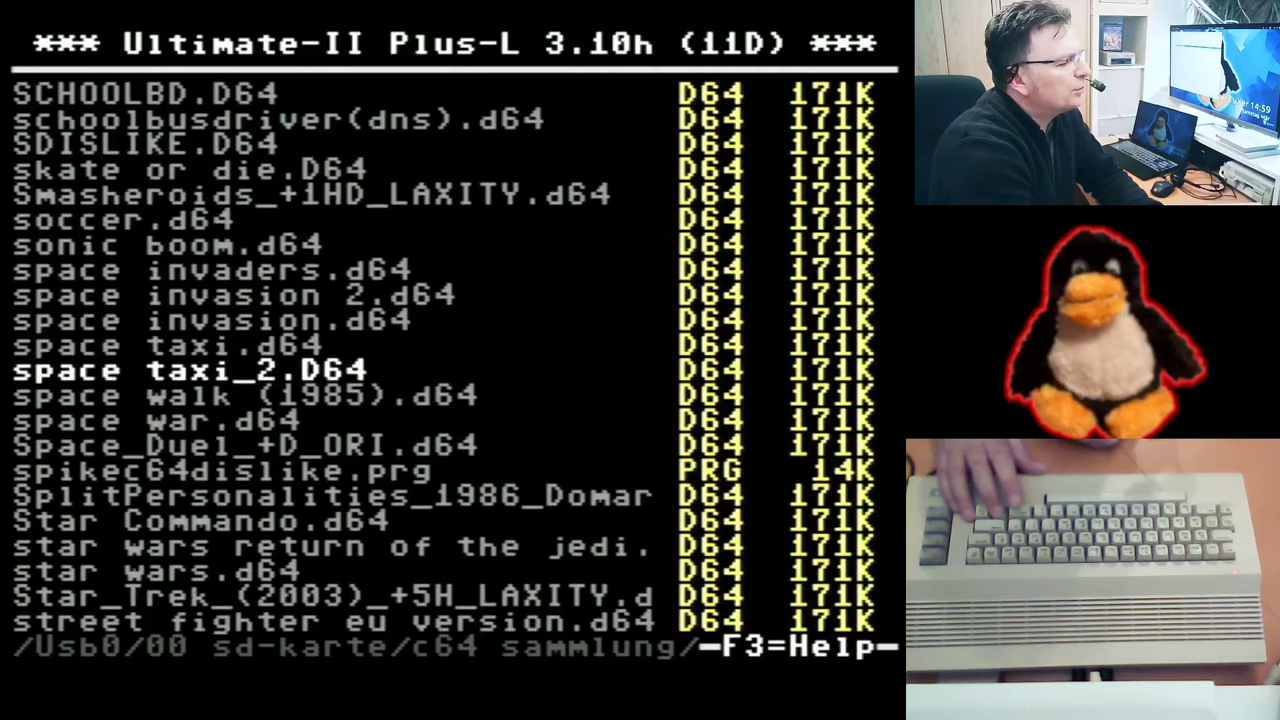 *** Ultimate-II Plus-L 3.10h (11D) ***
SCHOOLBD.D64 D64 171K
schoolbusdriver(dns).d64 D64 171K
SDISLIKE.D64 D64 171K
skate or die.D64 D64 171K
Smasheroids_+1HD_LAXITY.d64 D64 171K
soccer.d64 D64 171K
sonic boom.d64 D64 171K
space invaders.d64 D64 171K
space invasion 2.d64 D64 171K
space invasion.d64 D64 171K
space taxi.d64 D64 171K
space taxi_2.D64 D64 171K
space walk (1985).d64 D64 171K
space war.d64 D64 171K
Space_Duel_+D_ORI.d64 D64 171K
spikec64dislike.prg PRG 14K
SplitPersonalities_1986_Domar D64 171K
Star Commando.d64 D64 171K
star wars return of the jedi. D64 171K
star wars.d64 D64 171K
Star_Trek_(2003)_+5H_LAXITY.d D64 171K
street fighter eu version.d64 D64 171K
/Usb0/00 sd-karte/c64 sammlung/—F3=Help—
14:59